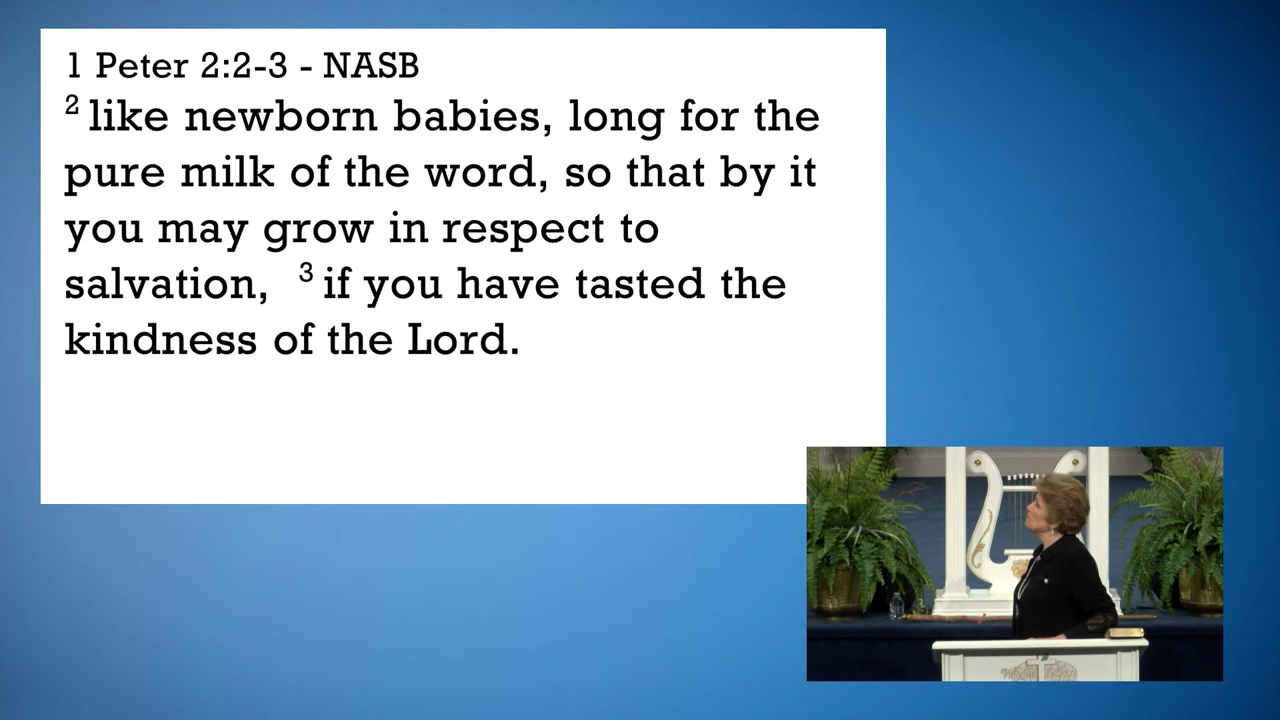 1 Peter 2:2-3 - NASB
2 like newborn babies, long for the
pure milk of the word, so that by it
you may grow in respect to
salvation, 3 if you have tasted the
kindness of the Lord.